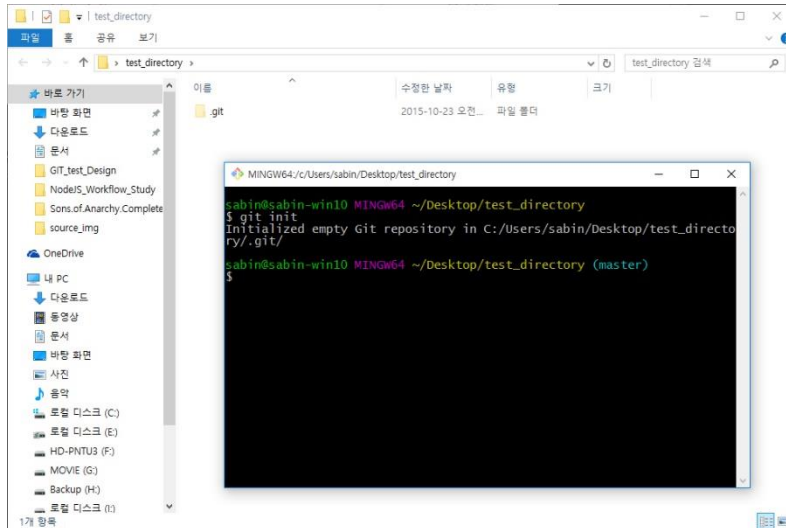 test_directory
파일 홈 공유 보기
test_directory
test_directory 검색
이름 수정한 날짜 유형 크기
.git 2015-10-23 오전... 파일 폴더
바로 가기
바탕 화면
다운로드
문서
GIT_test_Design
NodeJS_Workflow_Study
Sons.of.Anarchy.Complete
source_img
OneDrive
내 PC
다운로드
동영상
문서
바탕 화면
사진
음악
로컬 디스크 (C:)
로컬 디스크 (E:)
HD-PNTU3 (F:)
MOVIE (G:)
Backup (H:)
로컬 디스크 (I:)
1개 항목
MINGW64:/c/Users/sabin/Desktop/test_directory
sabin@sabin-win10 MINGW64 ~/Desktop/test_directory
$ git init
Initialized empty Git repository in C:/Users/sabin/Desktop/test_directo
ry/.git/
sabin@sabin-win10 MINGW64 ~/Desktop/test_directory (master)
$